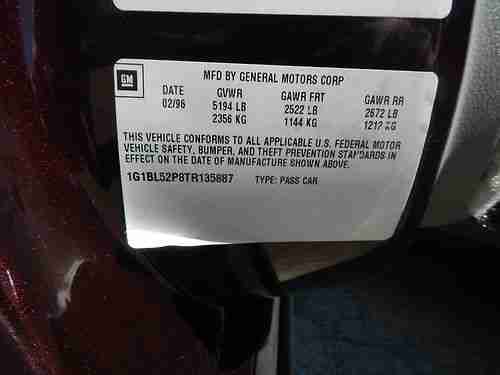 GM
MFD BY GENERAL MOTORS CORP
DATE GVWR GAWR FRT GAWR RR
02/96 5194 LB 2522 LB 2672 LB
2356 KG 1144 KG 1212 KG
THIS VEHICLE CONFORMS TO ALL APPLICABLE U.S. FEDERAL MOTOR
VEHICLE SAFETY, BUMPER, AND THEFT PREVENTION STANDARDS IN
EFFECT ON THE DATE OF MANUFACTURE SHOWN ABOVE.
1G1BL52P8TR135887 TYPE: PASS CAR